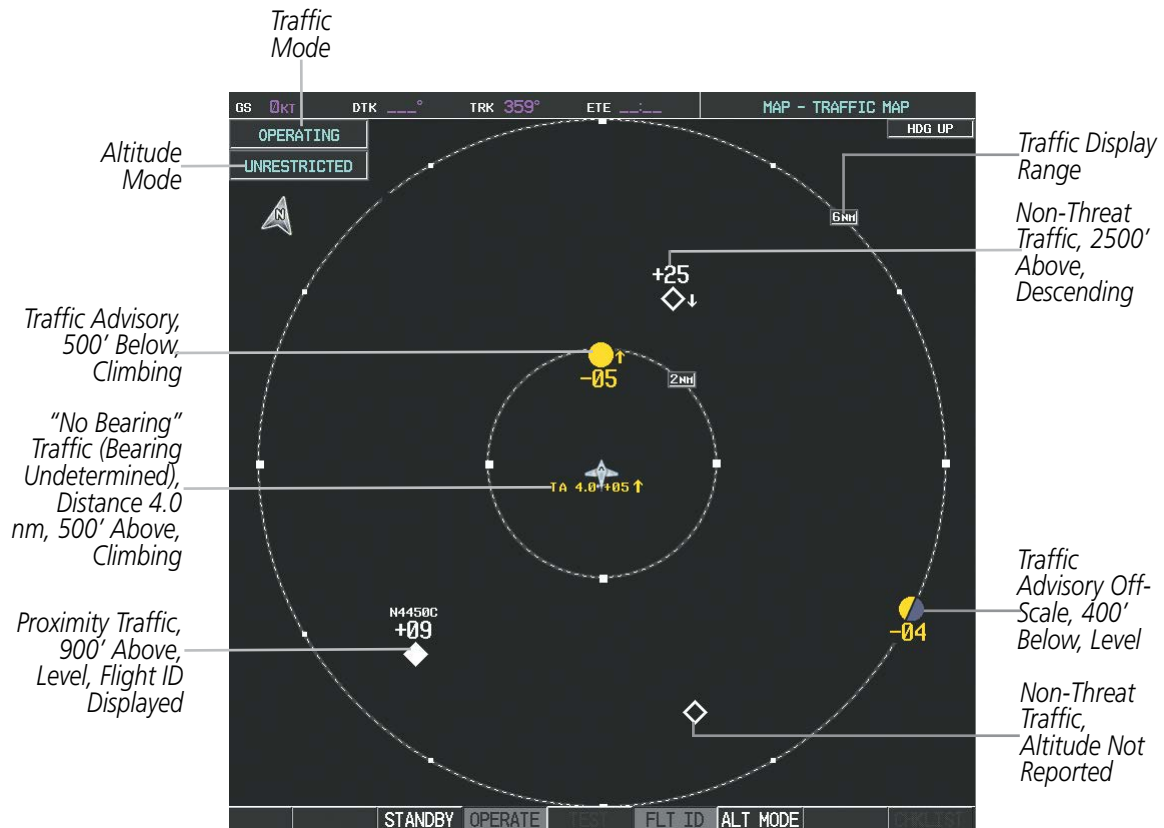 Traffic
Mode
Altitude
Mode
Traffic Advisory,
500’ Below,
Climbing
“No Bearing”
Traffic (Bearing
Undetermined),
Distance 4.0
nm, 500’ Above,
Climbing
Proximity Traffic,
900’ Above,
Level, Flight ID
Displayed
GS 0KT DTK ___° TRK 359° ETE __:__ MAP - TRAFFIC MAP
OPERATING
UNRESTRICTED
HDG UP
N
6NM
+25
-05
2NM
TA 4.0 +05
N4450C
+09
-04
STANDBY OPERATE TEST FLT ID ALT MODE CHKLIST
Traffic Display
Range
Non-Threat
Traffic, 2500’
Above,
Descending
Traffic
Advisory Off-
Scale, 400’
Below, Level
Non-Threat
Traffic,
Altitude Not
Reported